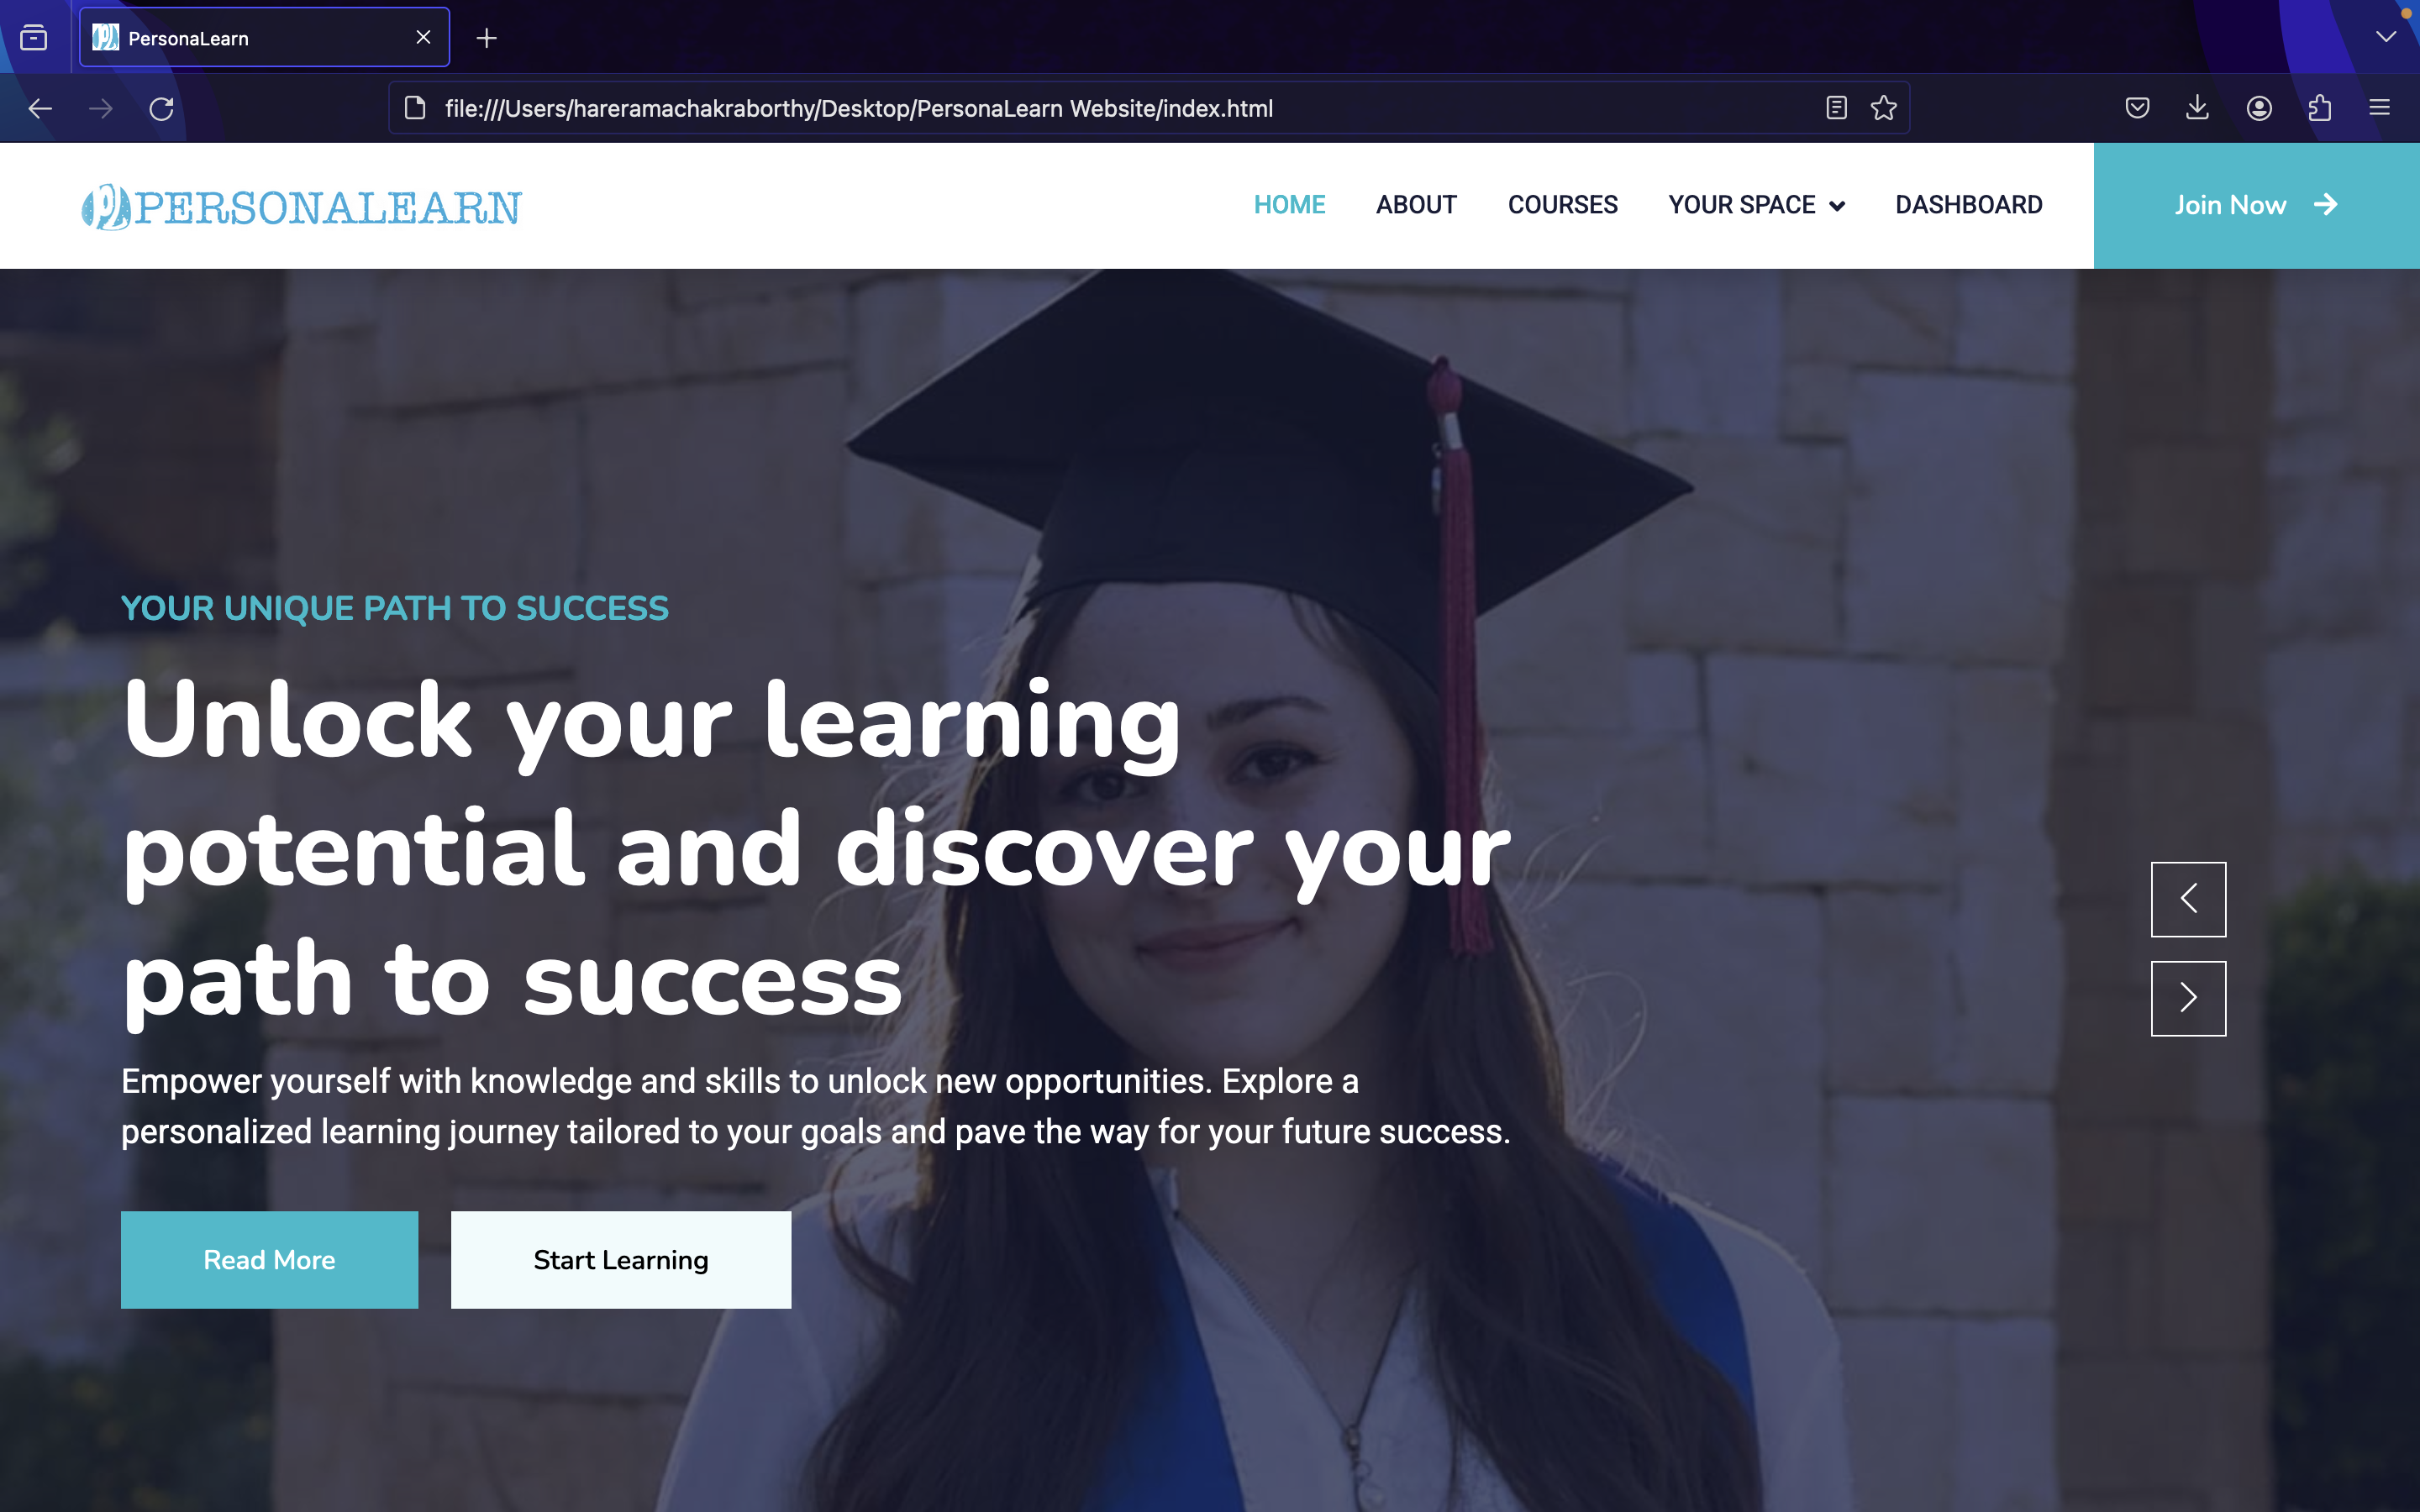 PersonaLearn
file:///Users/hareramachakraborthy/Desktop/PersonaLearn Website/index.html
PERSONALEARN
HOME ABOUT COURSES YOUR SPACE DASHBOARD Join Now
YOUR UNIQUE PATH TO SUCCESS
Unlock your learning
potential and discover your
path to success
Empower yourself with knowledge and skills to unlock new opportunities. Explore a
personalized learning journey tailored to your goals and pave the way for your future success.
Read More Start Learning